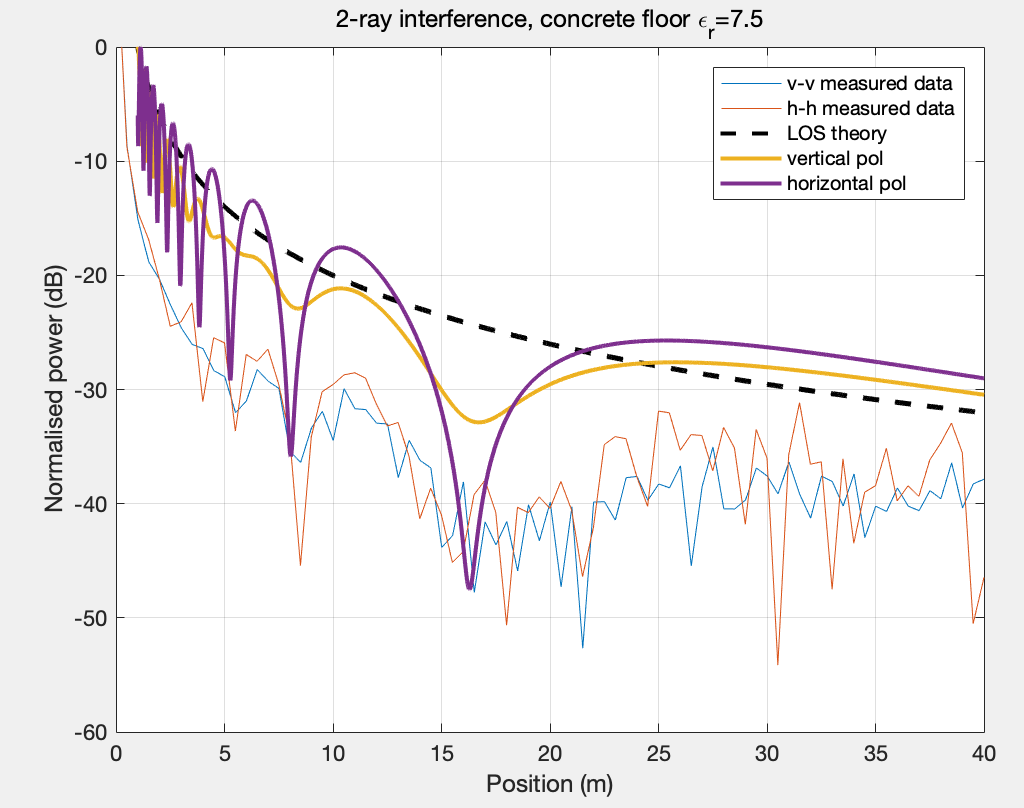 2-ray interference, concrete floor ϵr=7.5
v-v measured data
h-h measured data
LOS theory
vertical pol
horizontal pol
Normalised power (dB)
0
-10
-20
-30
-40
-50
-60
0 5 10 15 20 25 30 35 40
Position (m)